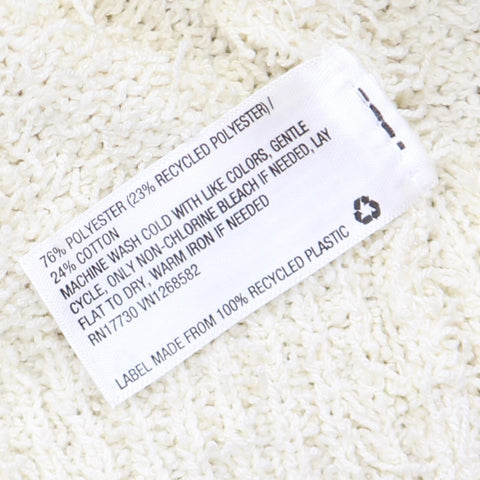 76% POLYESTER (23% RECYCLED POLYESTER) /
24% COTTON
MACHINE WASH COLD WITH LIKE COLORS, GENTLE
CYCLE, ONLY NON-CHLORINE BLEACH IF NEEDED, LAY
FLAT TO DRY, WARM IRON IF NEEDED
RN17730 VN1268582
LABEL MADE FROM 100% RECYCLED PLASTIC